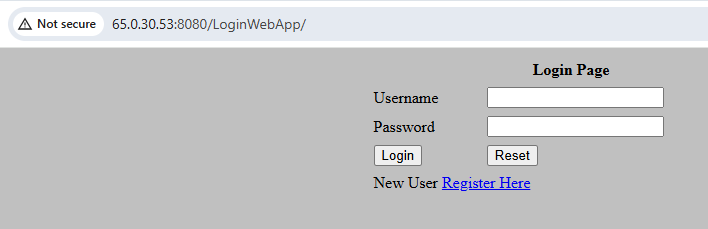 Not secure 65.0.30.53:8080/LoginWebApp/
Login Page
Username
Password
Login Reset
New User Register Here